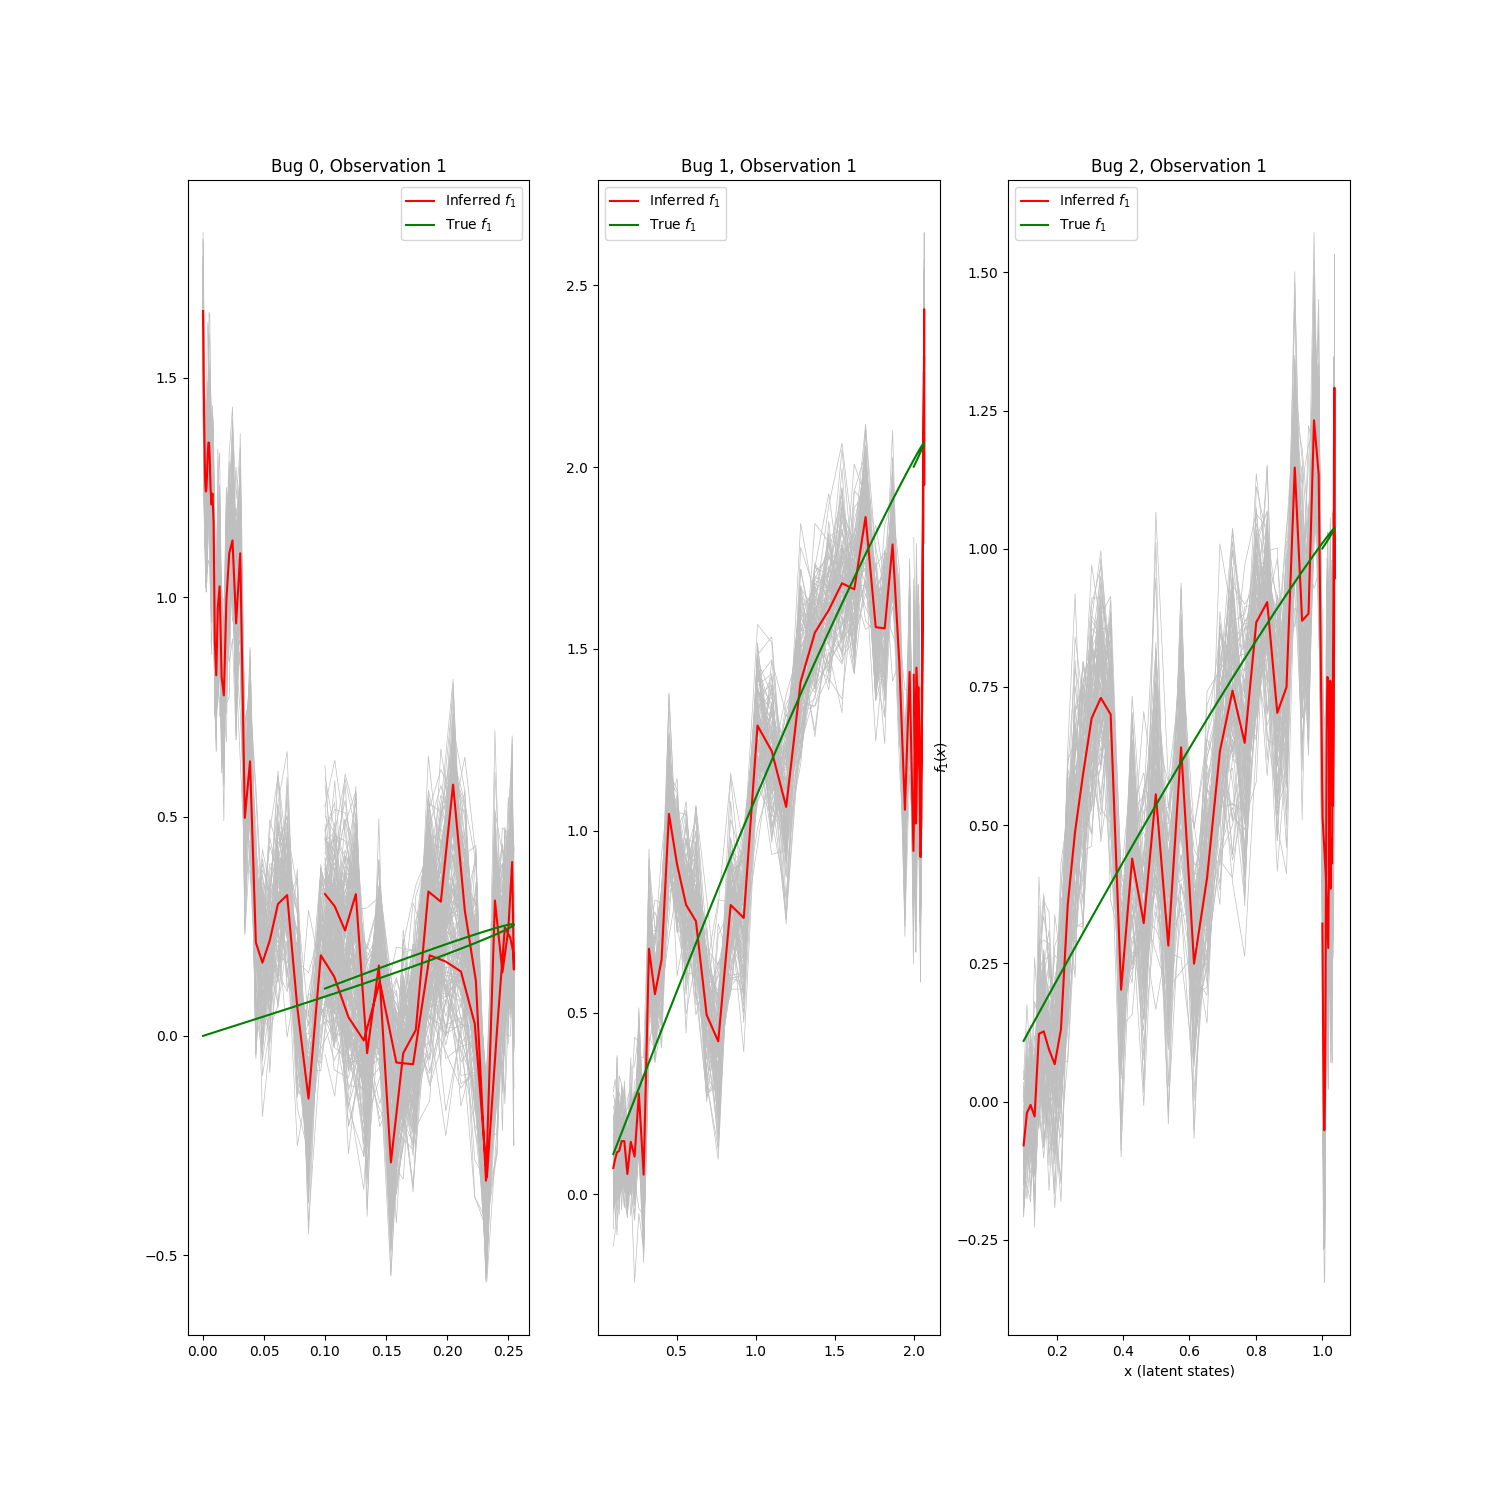 Bug 0, Observation 1
Inferred f₁
True f₁
1.5
1.0
0.5
0.0
−0.5
0.00 0.05 0.10 0.15 0.20 0.25
Bug 1, Observation 1
Inferred f₁
True f₁
2.5
2.0
1.5
1.0
0.5
0.0
0.5 1.0 1.5 2.0
Bug 2, Observation 1
Inferred f₁
True f₁
f₁(x)
1.50
1.25
1.00
0.75
0.50
0.25
0.00
−0.25
0.2 0.4 0.6 0.8 1.0
x (latent states)